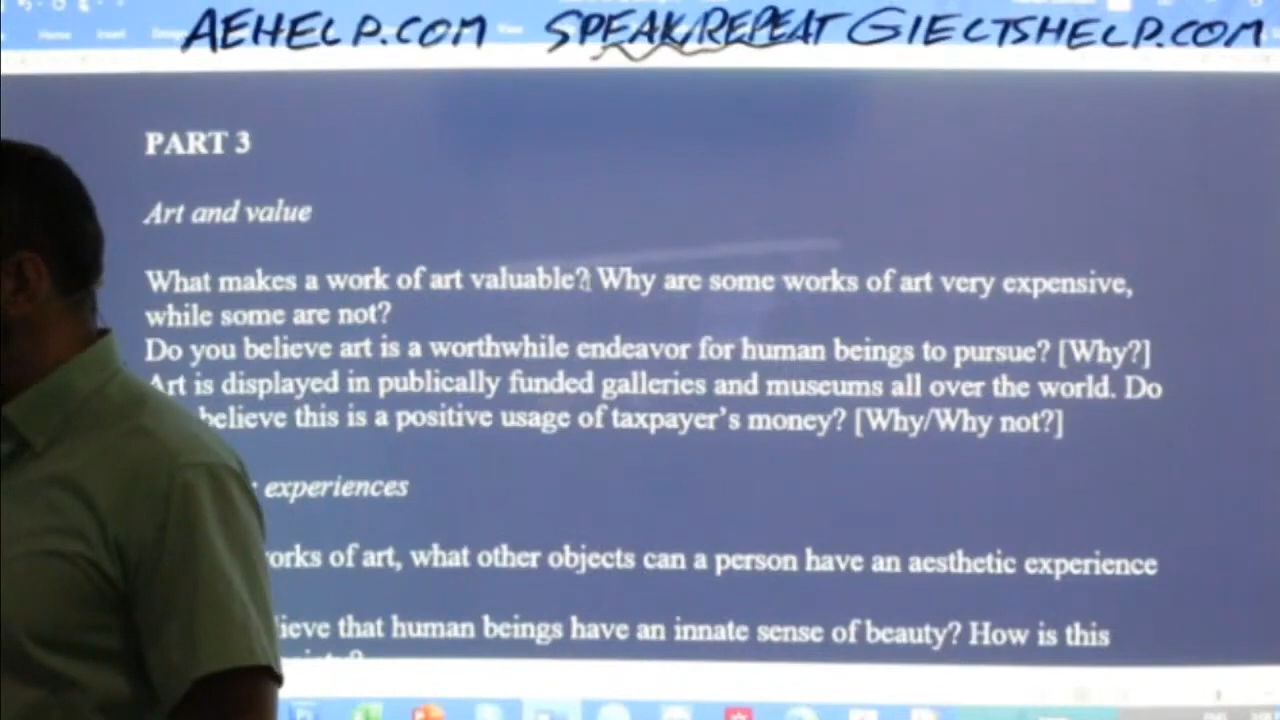 AEHELP.COM SPEAK/REPEAT GIELTSHELP.COM
Home Insert View
PART 3
Art and value
What makes a work of art valuable? Why are some works of art very expensive,
while some are not?
Do you believe art is a worthwhile endeavor for human beings to pursue? [Why?]
Art is displayed in publically funded galleries and museums all over the world. Do
believe this is a positive usage of taxpayer's money? [Why/Why not?]
experiences
works of art, what other objects can a person have an aesthetic experience
that human beings have an innate sense of beauty? How is this